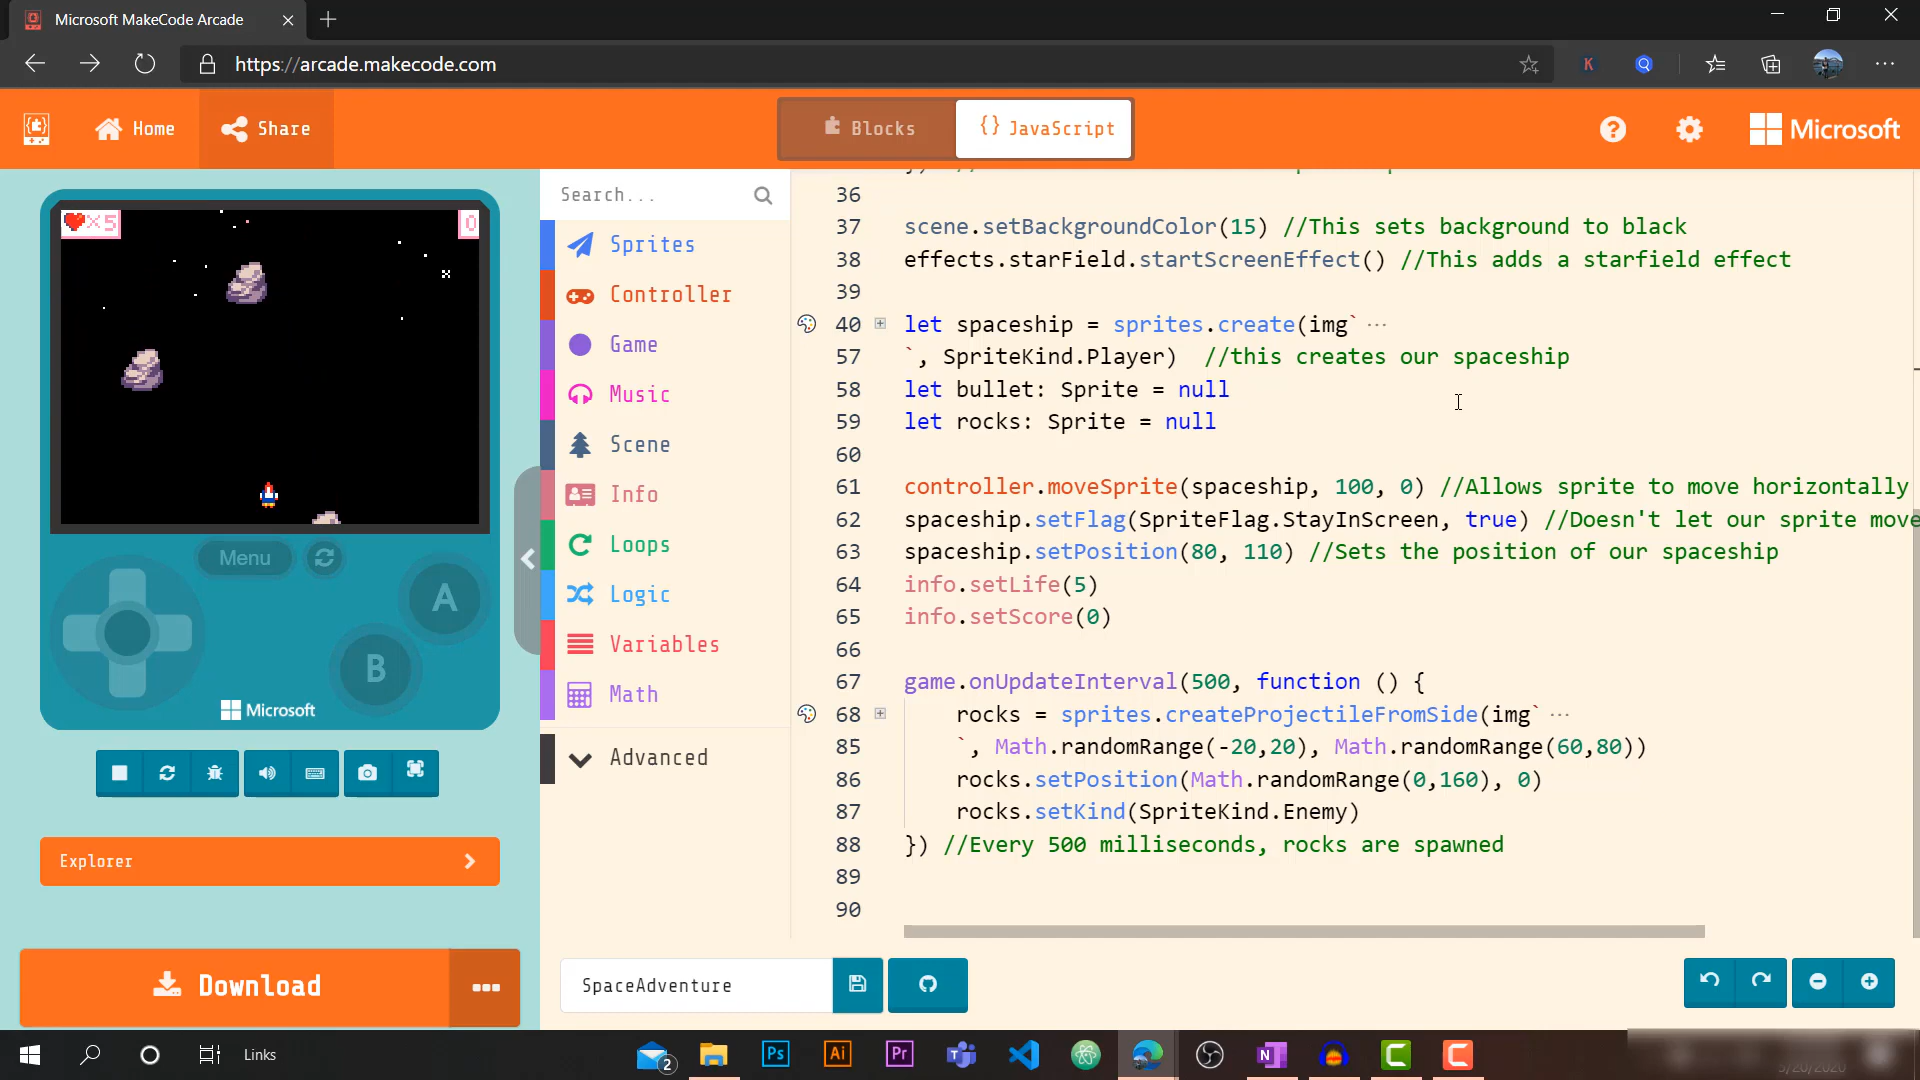 Microsoft MakeCode Arcade
https://arcade.makecode.com
K
Home
Share
Blocks
{} JavaScript
?
Microsoft
×5
0
Menu
A
B
Microsoft
Explorer
Download
Search...
Sprites
Controller
Game
Music
Scene
Info
Loops
Logic
Variables
Math
Advanced
36
37 scene.setBackgroundColor(15) //This sets background to black
38 effects.starField.startScreenEffect() //This adds a starfield effect
39
40 let spaceship = sprites.create(img` ...
57 `, SpriteKind.Player)  //this creates our spaceship
58 let bullet: Sprite = null
59 let rocks: Sprite = null
60
61 controller.moveSprite(spaceship, 100, 0) //Allows sprite to move horizontally
62 spaceship.setFlag(SpriteFlag.StayInScreen, true) //Doesn't let our sprite move
63 spaceship.setPosition(80, 110) //Sets the position of our spaceship
64 info.setLife(5)
65 info.setScore(0)
66
67 game.onUpdateInterval(500, function () {
68     rocks = sprites.createProjectileFromSide(img` ...
85     `, Math.randomRange(-20,20), Math.randomRange(60,80))
86     rocks.setPosition(Math.randomRange(0,160), 0)
87     rocks.setKind(SpriteKind.Enemy)
88 }) //Every 500 milliseconds, rocks are spawned
89
90
SpaceAdventure
Links
2
Ps
Ai
Pr
N
C
C